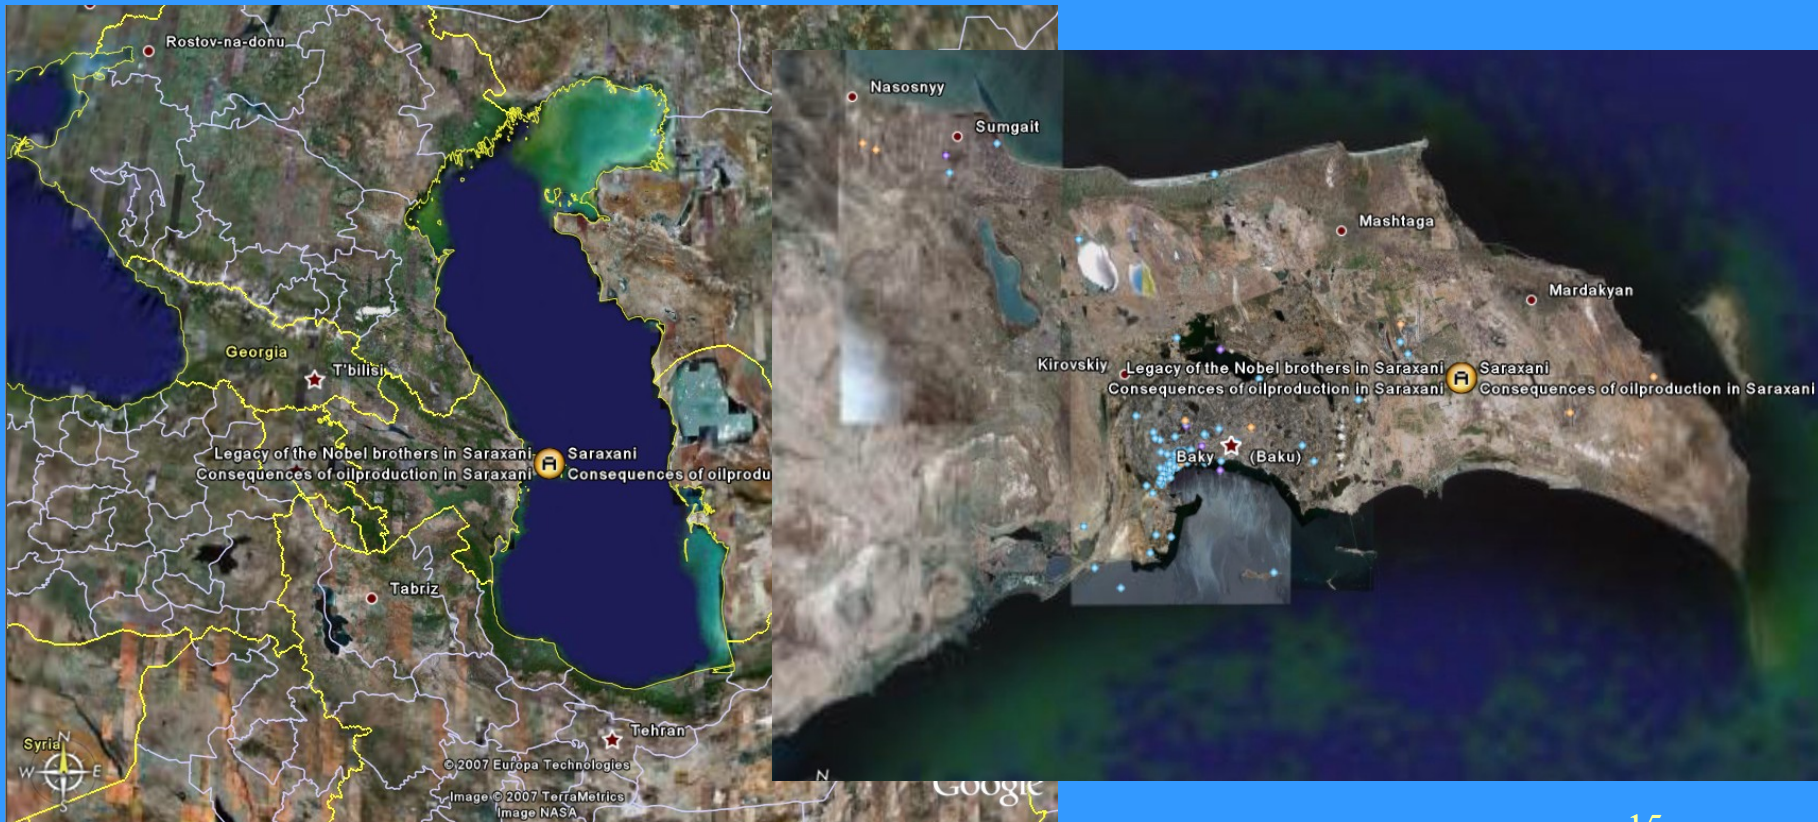 Rostov-na-donu
Georgia
T'bilisi
Legacy of the Nobel brothers in Saraxani
Saraxani
Consequences of oilproduction in Saraxani
Consequences of oilprodu
Tabriz
Tehran
Syria
N
W
E
S
© 2007 Europa Technologies
Image © 2007 TerraMetrics
Image NASA
Nasosnyy
Sumgait
Mashtaga
Mardakyan
Kirovskiy
Legacy of the Nobel brothers in Saraxani
Saraxani
Consequences of oilproduction in Saraxani
Consequences of oilproduction in Saraxani
Baky (Baku)
N
Google
15